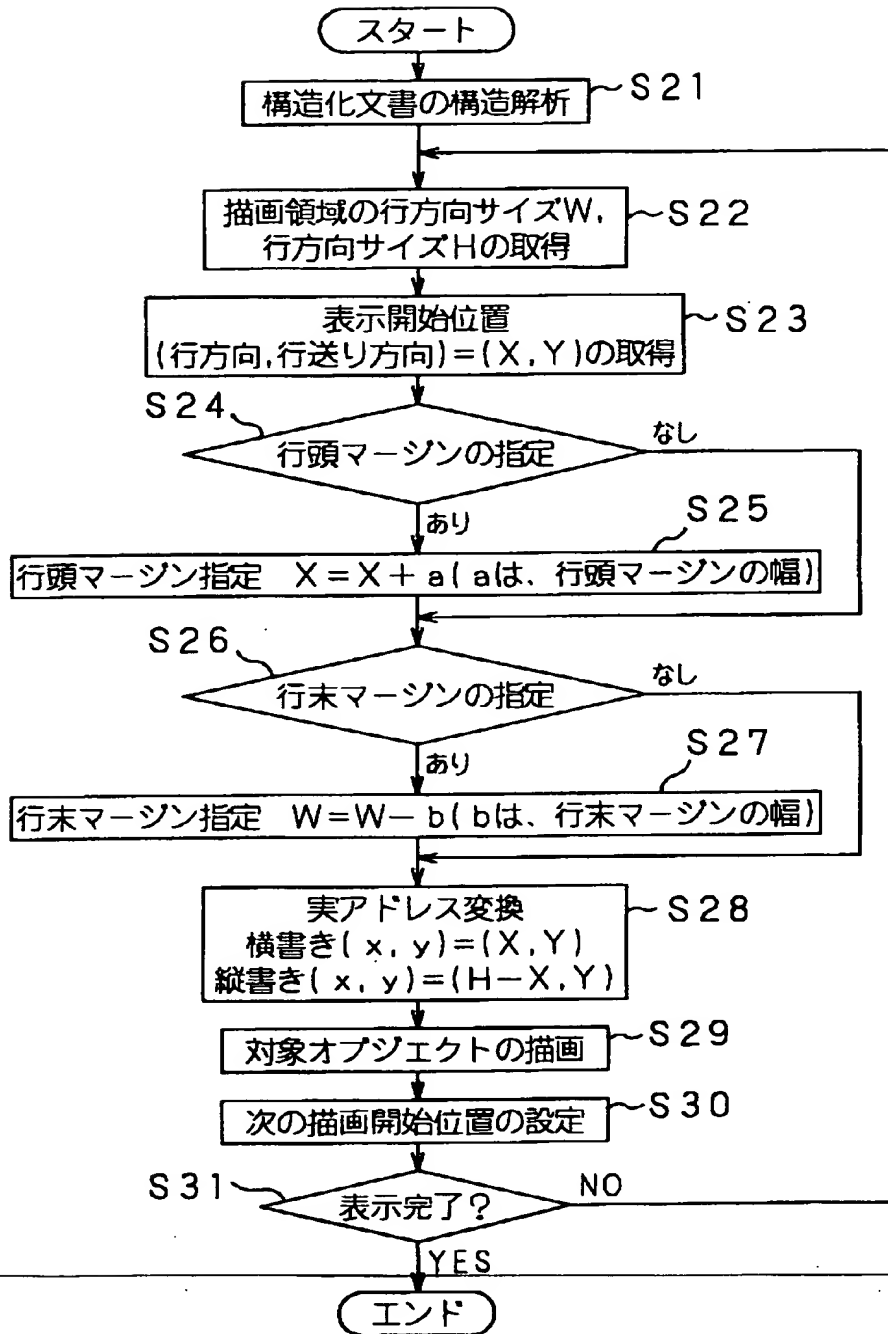 スタート
構造化文書の構造解析
S21
描画領域の行方向サイズW,
行方向サイズHの取得
S22
表示開始位置
(行方向,行送り方向)=(X,Y)の取得
S23
S24
行頭マージンの指定
なし
あり
S25
行頭マージン指定 X=X+a(aは、行頭マージンの幅)
S26
行末マージンの指定
なし
あり
S27
行末マージン指定 W=W-b(bは、行末マージンの幅)
実アドレス変換
横書き(x,y)=(X,Y)
縦書き(x,y)=(H-X,Y)
S28
対象オブジェクトの描画
S29
次の描画開始位置の設定
S30
S31
表示完了?
NO
YES
エンド